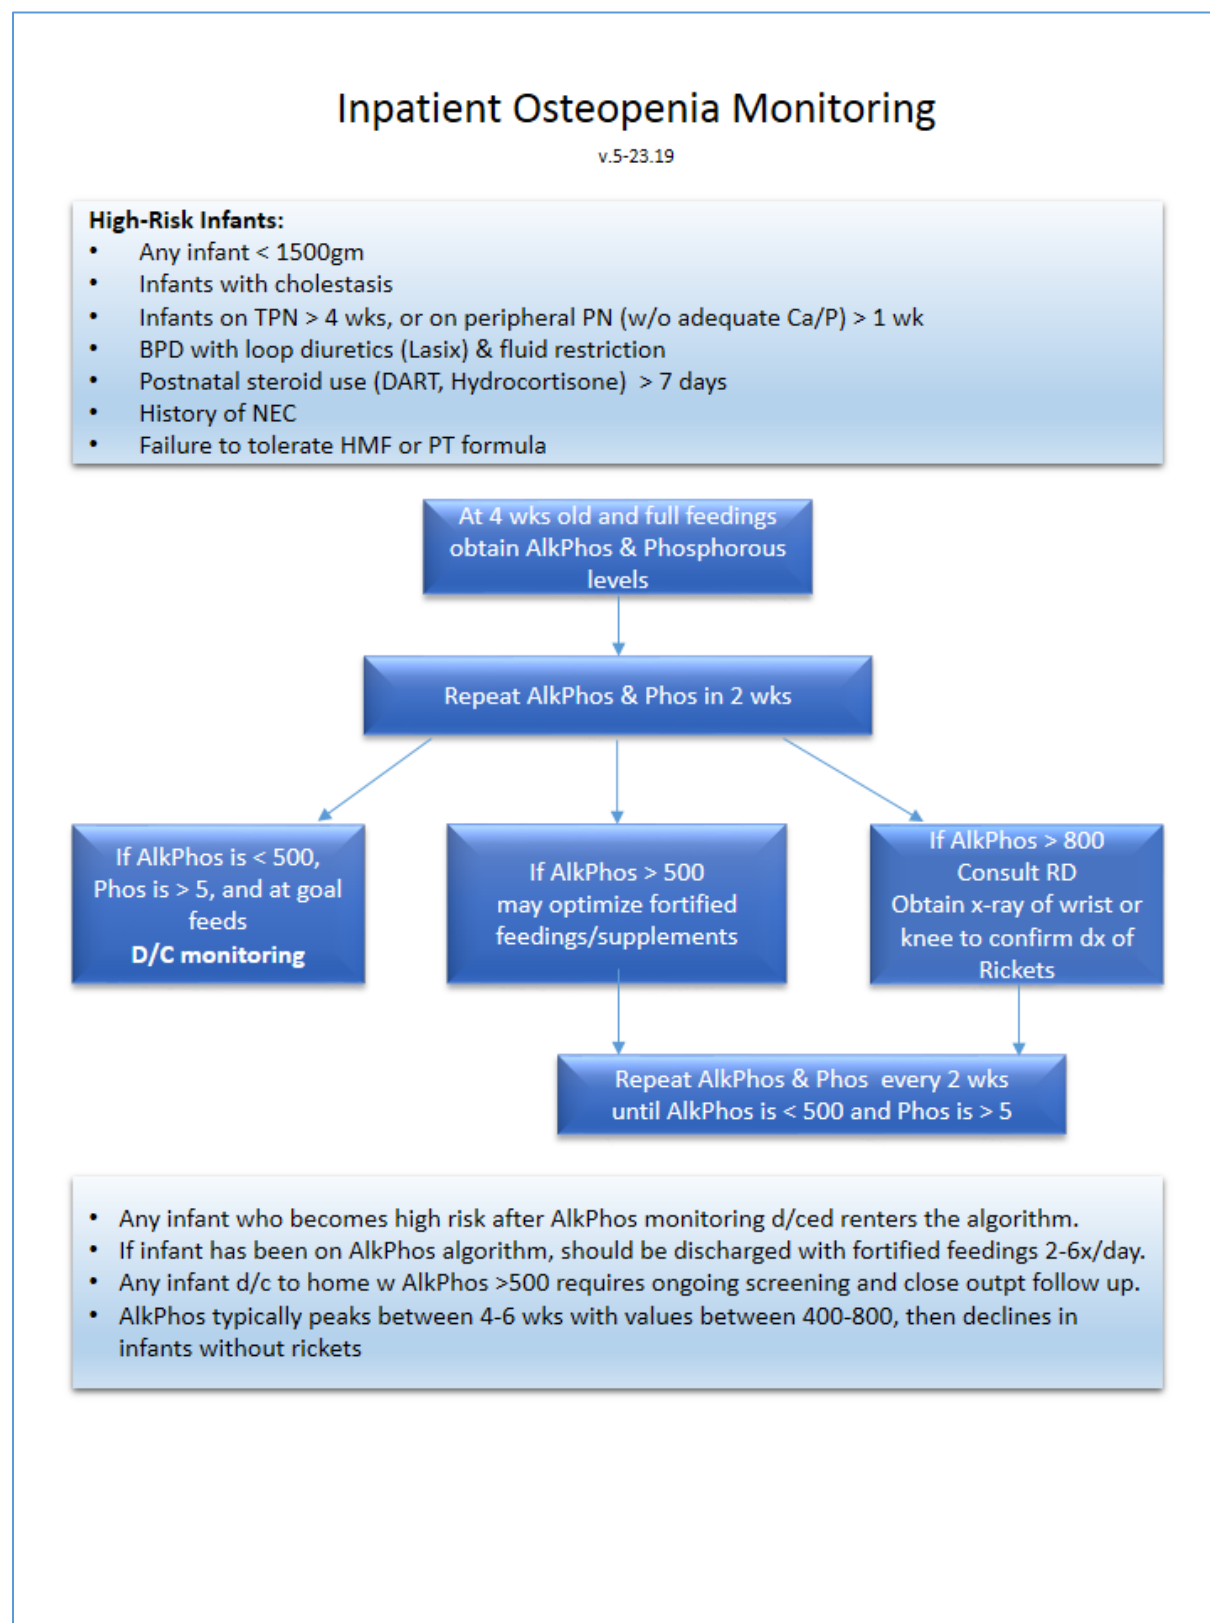 Inpatient Osteopenia Monitoring
v.5-23.19
High-Risk Infants:
• Any infant < 1500gm
• Infants with cholestasis
• Infants on TPN > 4 wks, or on peripheral PN (w/o adequate Ca/P) > 1 wk
• BPD with loop diuretics (Lasix) & fluid restriction
• Postnatal steroid use (DART, Hydrocortisone) > 7 days
• History of NEC
• Failure to tolerate HMF or PT formula
At 4 wks old and full feedings
obtain AlkPhos & Phosphorous
levels
Repeat AlkPhos & Phos in 2 wks
If AlkPhos is < 500,
Phos is > 5, and at goal
feeds
D/C monitoring
If AlkPhos > 500
may optimize fortified
feedings/supplements
If AlkPhos > 800
Consult RD
Obtain x-ray of wrist or
knee to confirm dx of
Rickets
Repeat AlkPhos & Phos every 2 wks
until AlkPhos is < 500 and Phos is > 5
• Any infant who becomes high risk after AlkPhos monitoring d/ced renters the algorithm.
• If infant has been on AlkPhos algorithm, should be discharged with fortified feedings 2-6x/day.
• Any infant d/c to home w AlkPhos >500 requires ongoing screening and close outpt follow up.
• AlkPhos typically peaks between 4-6 wks with values between 400-800, then declines in
infants without rickets